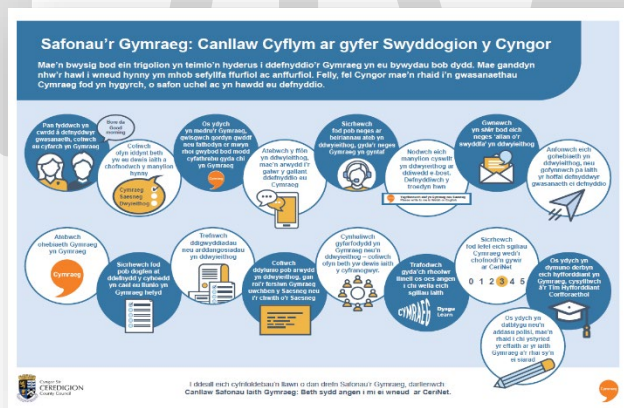 Safonau'r Gymraeg: Canllaw Cyflym ar gyfer Swyddogion y Cyngor
Mae'n bwysig bod ein trigolion yn teimlo'n hyderus i ddefnyddio'r Gymraeg yn eu bywydau bob dydd. Mae ganddyn
nhw'r hawl i wneud hynny ym mhob sefyllfa ffurfiol ac anffurfiol. Felly, fel Cyngor mae'n rhaid i'n gwasanaethau
Cymraeg fod yn hygyrch, o safon uchel ac yn hawdd eu defnyddio.
Pan fyddwch yn
cwrdd â defnyddiwr
gwasanaeth, cofiwch
eu cyfarch yn Gymraeg
Bore da
Good
morning
Cofiwch
ofyn iddynt beth
yw eu dewis iaith a
chofnodwch y manylion
hynny
Cymraeg
Saesneg
Dwyieithog
Os ydych
yn medru'r Gymraeg,
gwisgwch gordyn gwddf
neu fathodyn er mwyn
rhoi gwybod bod modd
cyfathrebu gyda chi
yn Gymraeg
Atebwch y ffôn
yn ddwyieithog,
mae'n arwydd i'r
galwr y gallant
ddefnyddio eu
Cymraeg
Sicrhewch
fod pob neges ar
beiriannau ateb yn
ddwyieithog, gyda'r neges
Gymraeg yn gyntaf
Nodwch eich
manylion cyswllt
yn ddwyieithog ar
ddiwedd e-bost.
Defnyddiwch y
troedyn hwn:
Gwnewch
yn siŵr bod eich
neges 'allan o'r
swyddfa' yn ddwyieithog
Anfonwch eich
gohebiaeth yn
ddwyieithog, neu
gofynnwch pa iaith
yr hoffai defnyddiwr
gwasanaeth ei defnyddio
Atebwch
ohebiaeth Gymraeg
yn Gymraeg
Cymraeg
Sicrhewch fod
pob dogfen at
ddefnydd y cyhoedd
yn cael eu llunio yn
Gymraeg hefyd
Trefnwch
ddigwyddiadau
neu arddangosiadau
yn ddwyieithog
Cofiwch
ddylunio pob arwydd
yn ddwyieithog, gan
roi'r fersiwn Gymraeg
uwchben y Saesneg neu
i'r chwith o'r Saesneg
Cynhaliwch
gyfarfodydd yn
Gymraeg neu'n
ddwyieithog – cofiwch
ofyn beth yw dewis iaith
y cyfranogwyr.
Trafodwch
gyda'ch rheolwr
llinell os oes angen
i chi wella eich
sgiliau iaith
CYMRAEG
Dysgu
Learn
Sicrhewch
fod lefel eich sgiliau
Cymraeg wedi'i
chofnodi'n gywir
ar CeriNet
0 1 2 3 4 5
Os ydych yn
dymuno derbyn
eich hyfforddiant yn
Gymraeg, cysylltwch
â'r Tîm Hyfforddiant
Corfforaethol
Os ydych yn
datblygu neu'n
addasu polisi, mae'n
rhaid i chi ystyried
yr effaith ar yr iaith
Gymraeg a'r rhai sy'n
ei siarad
Cyngor Sir
CEREDIGION
County Council
I ddeall eich cyfrifoldebau'n llawn o dan drefn Safonau'r Gymraeg, darllenwch
Canllaw Safonau Iaith Gymraeg: Beth sydd angen i mi ei wneud ar CeriNet.
Cymraeg